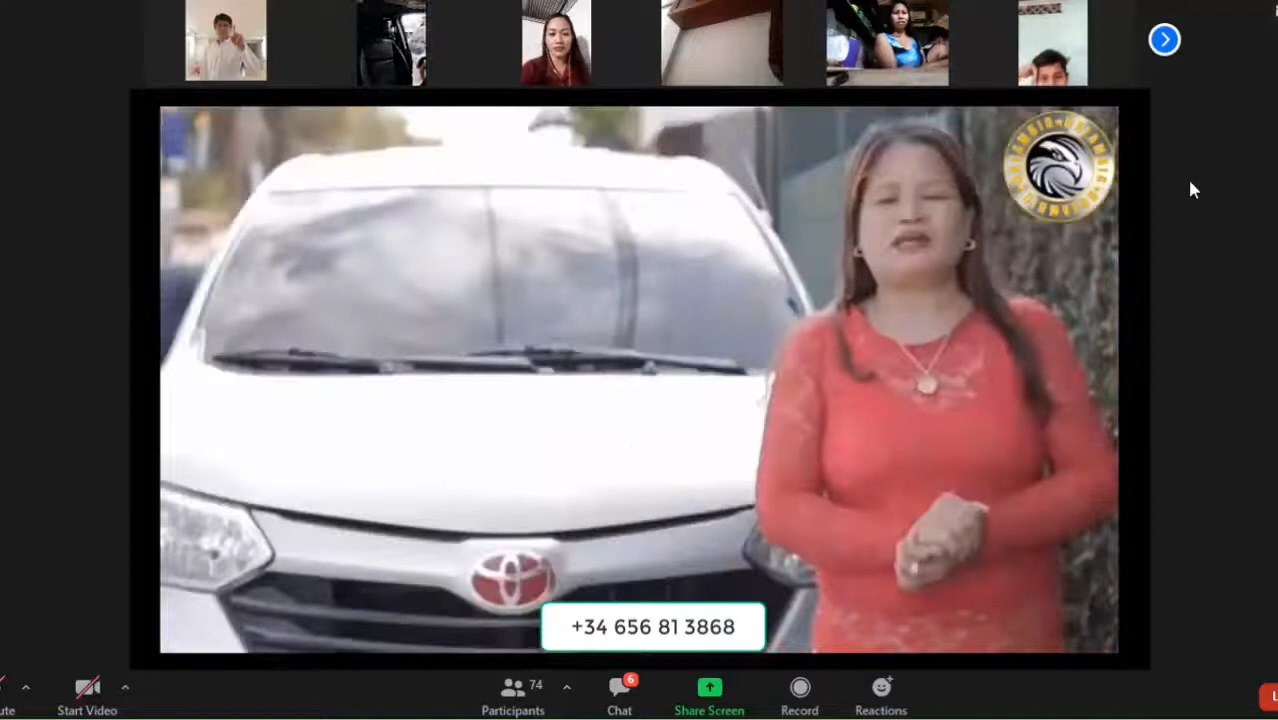 +34 656 81 3868
74
6
Start Video
Participants
Chat
Share Screen
Record
Reactions